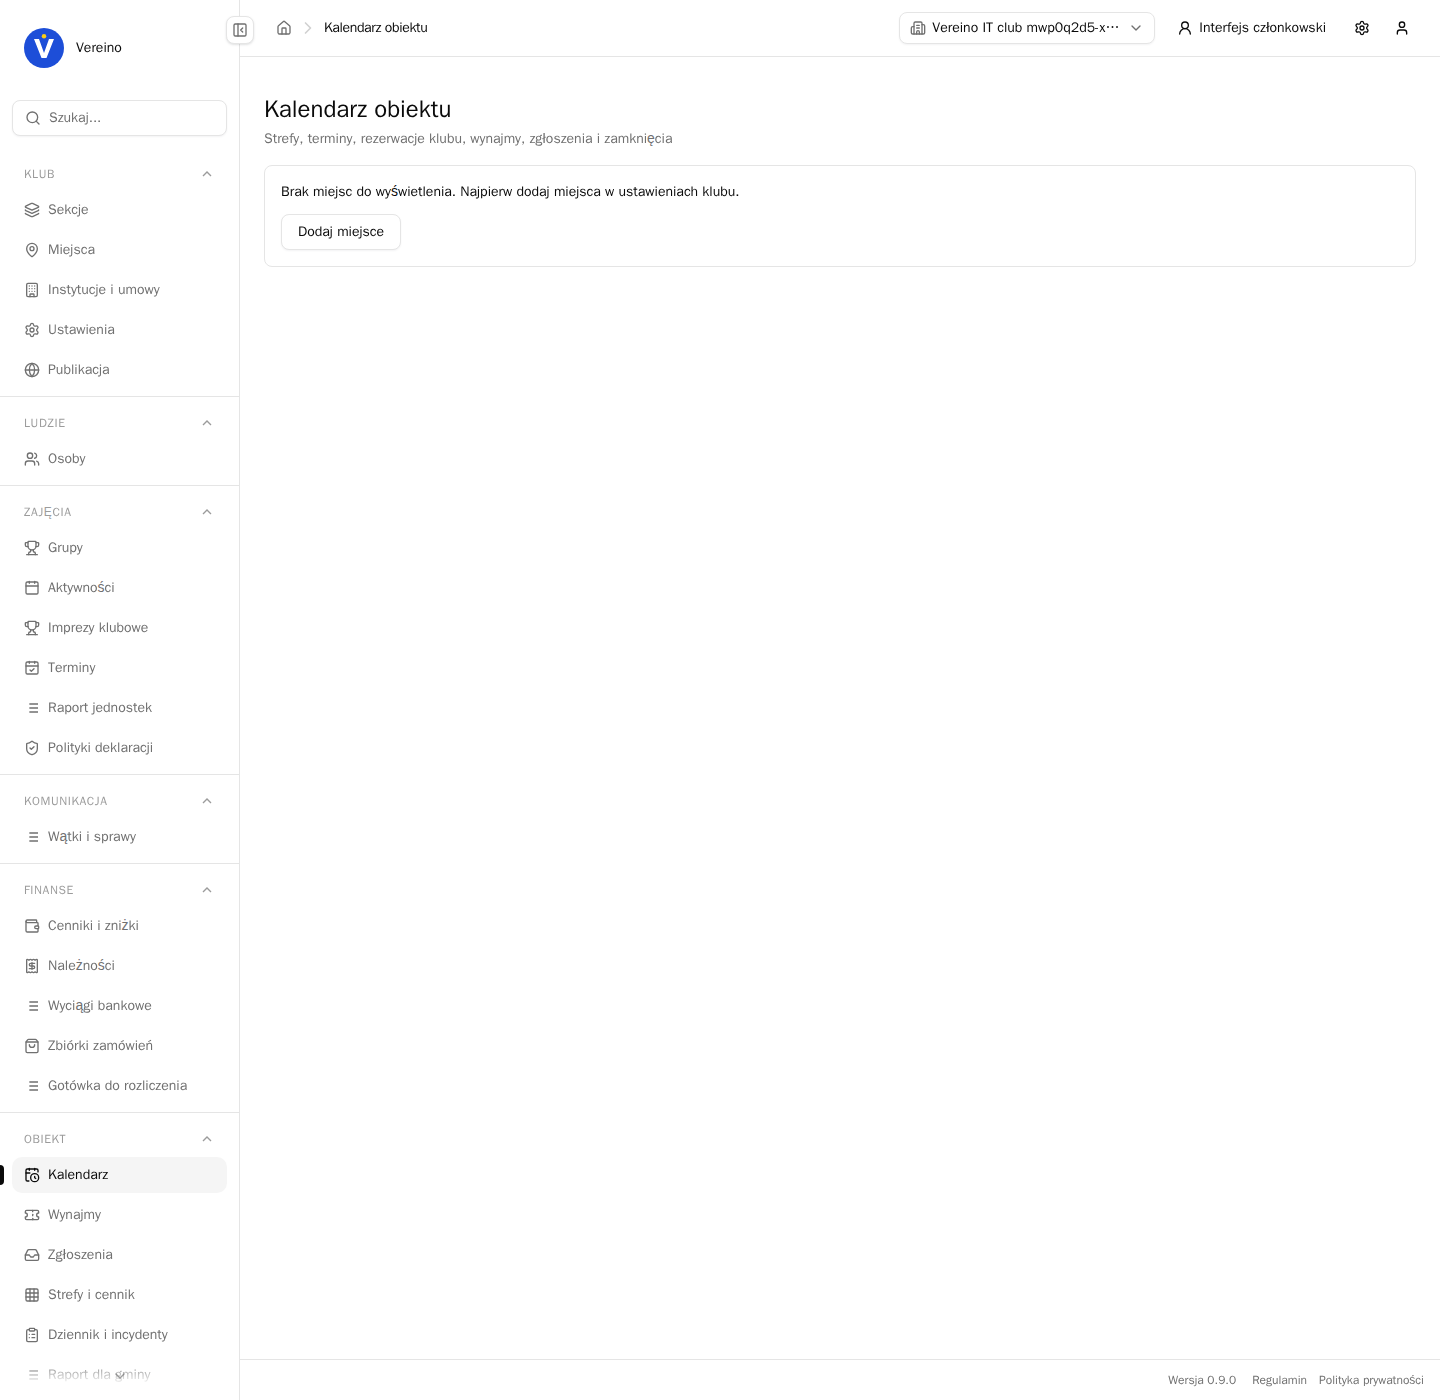 Vereino
Szukaj...
KLUB
Sekcje
Miejsca
Instytucje i umowy
Ustawienia
Publikacja
LUDZIE
Osoby
ZAJĘCIA
Grupy
Aktywności
Imprezy klubowe
Terminy
Raport jednostek
Polityki deklaracji
KOMUNIKACJA
Wątki i sprawy
FINANSE
Cenniki i zniżki
Należności
Wyciągi bankowe
Zbiórki zamówień
Gotówka do rozliczenia
OBIEKT
Kalendarz
Wynajmy
Zgłoszenia
Strefy i cennik
Dziennik i incydenty
Raport dla gminy
Kalendarz obiektu
Vereino IT club mwp0q2d5-x···
Interfejs członkowski
Kalendarz obiektu
Strefy, terminy, rezerwacje klubu, wynajmy, zgłoszenia i zamknięcia
Brak miejsc do wyświetlenia. Najpierw dodaj miejsca w ustawieniach klubu.
Dodaj miejsce
Wersja 0.9.0 Regulamin Polityka prywatności